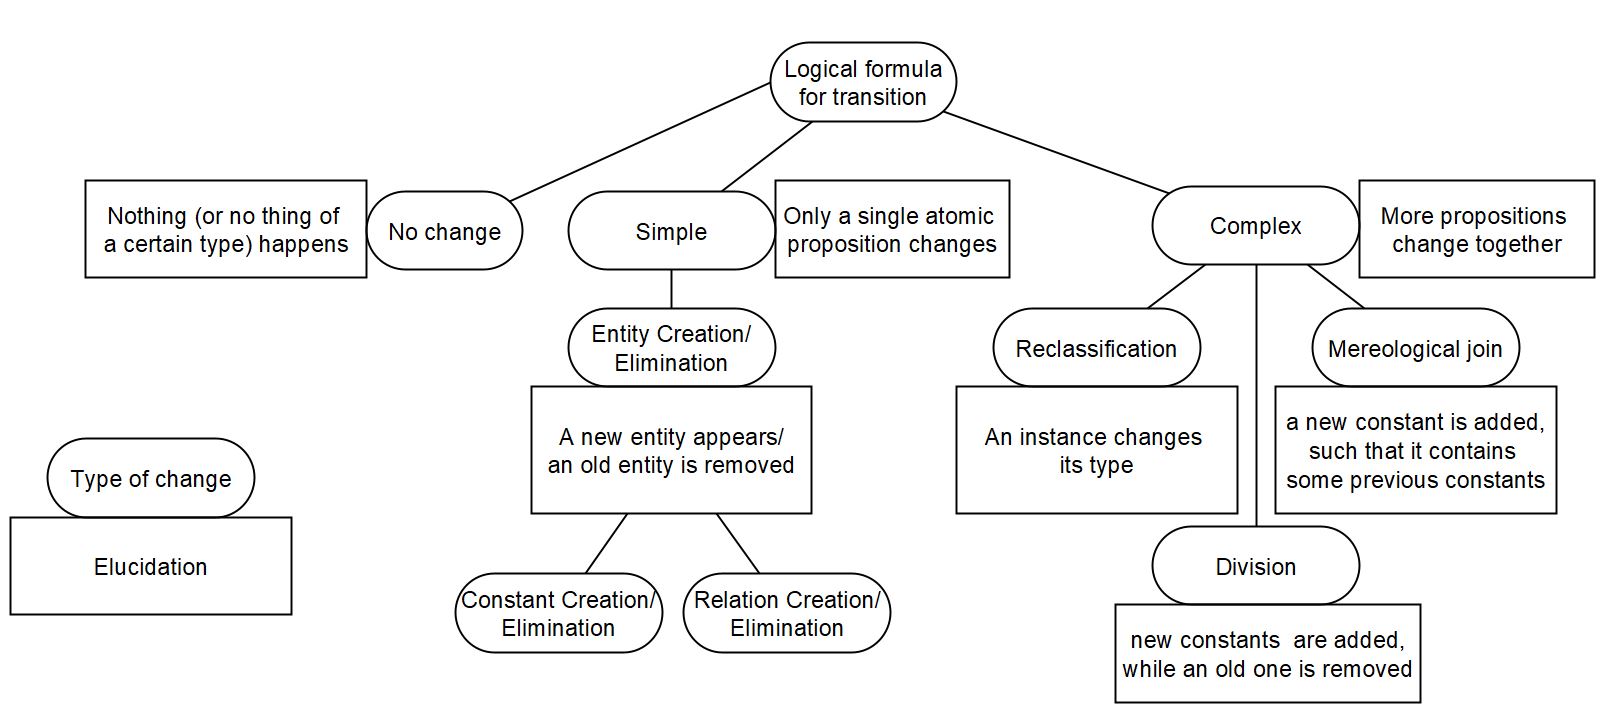 Logical formula
for transition
Nothing (or no thing of
a certain type) happens
No change
Simple
Only a single atomic
proposition changes
Complex
More propositions
change together
Entity Creation/
Elimination
A new entity appears/
an old entity is removed
Constant Creation/
Elimination
Relation Creation/
Elimination
Reclassification
An instance changes
its type
Mereological join
a new constant is added,
such that it contains
some previous constants
Division
new constants are added,
while an old one is removed
Type of change
Elucidation